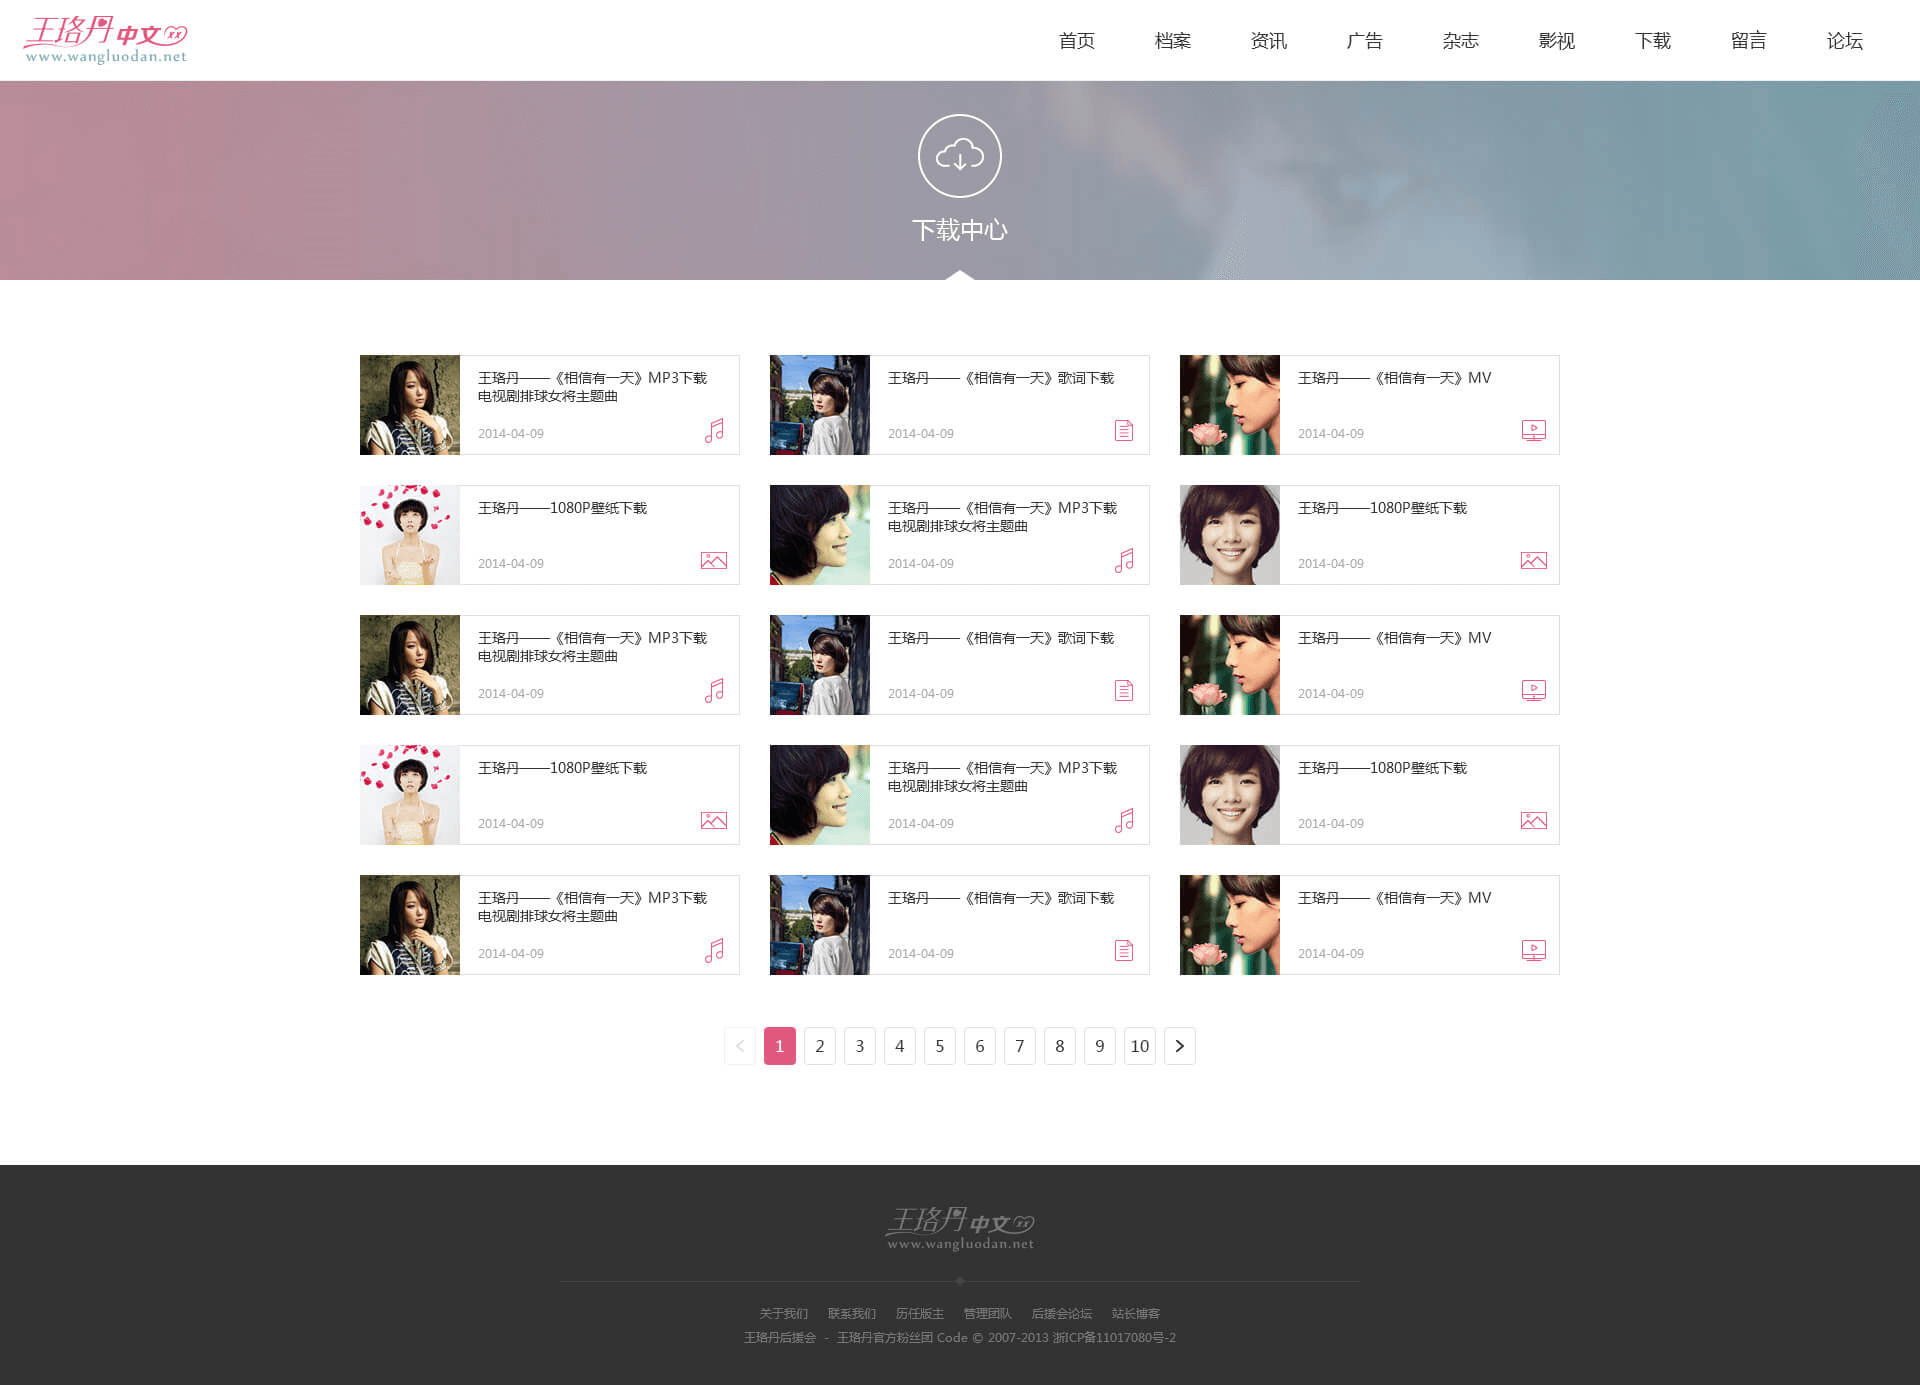 王珞丹中文
www.wangluodan.net
首页 档案 资讯 广告 杂志 影视 下载 留言 论坛
下载中心
王珞丹——《相信有一天》MP3下载
电视剧排球女将主题曲
2014-04-09
王珞丹——《相信有一天》歌词下载
2014-04-09
王珞丹——《相信有一天》MV
2014-04-09
王珞丹——1080P壁纸下载
2014-04-09
王珞丹——《相信有一天》MP3下载
电视剧排球女将主题曲
2014-04-09
王珞丹——1080P壁纸下载
2014-04-09
王珞丹——《相信有一天》MP3下载
电视剧排球女将主题曲
2014-04-09
王珞丹——《相信有一天》歌词下载
2014-04-09
王珞丹——《相信有一天》MV
2014-04-09
王珞丹——1080P壁纸下载
2014-04-09
王珞丹——《相信有一天》MP3下载
电视剧排球女将主题曲
2014-04-09
王珞丹——1080P壁纸下载
2014-04-09
王珞丹——《相信有一天》MP3下载
电视剧排球女将主题曲
2014-04-09
王珞丹——《相信有一天》歌词下载
2014-04-09
王珞丹——《相信有一天》MV
2014-04-09
< 1 2 3 4 5 6 7 8 9 10 >
王珞丹中文
www.wangluodan.net
关于我们 联系我们 历任版主 管理团队 后援会论坛 站长博客
王珞丹后援会 - 王珞丹官方粉丝团 Code © 2007-2013 浙ICP备11017080号-2